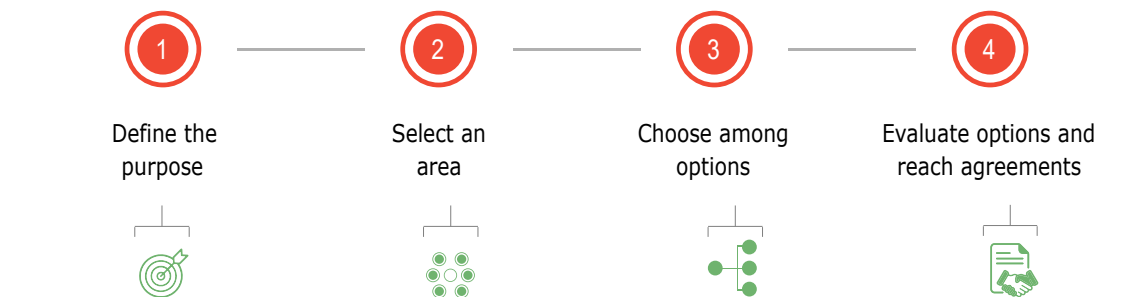 1
2
3
4
Define the
purpose
Select an
area
Choose among
options
Evaluate options and
reach agreements